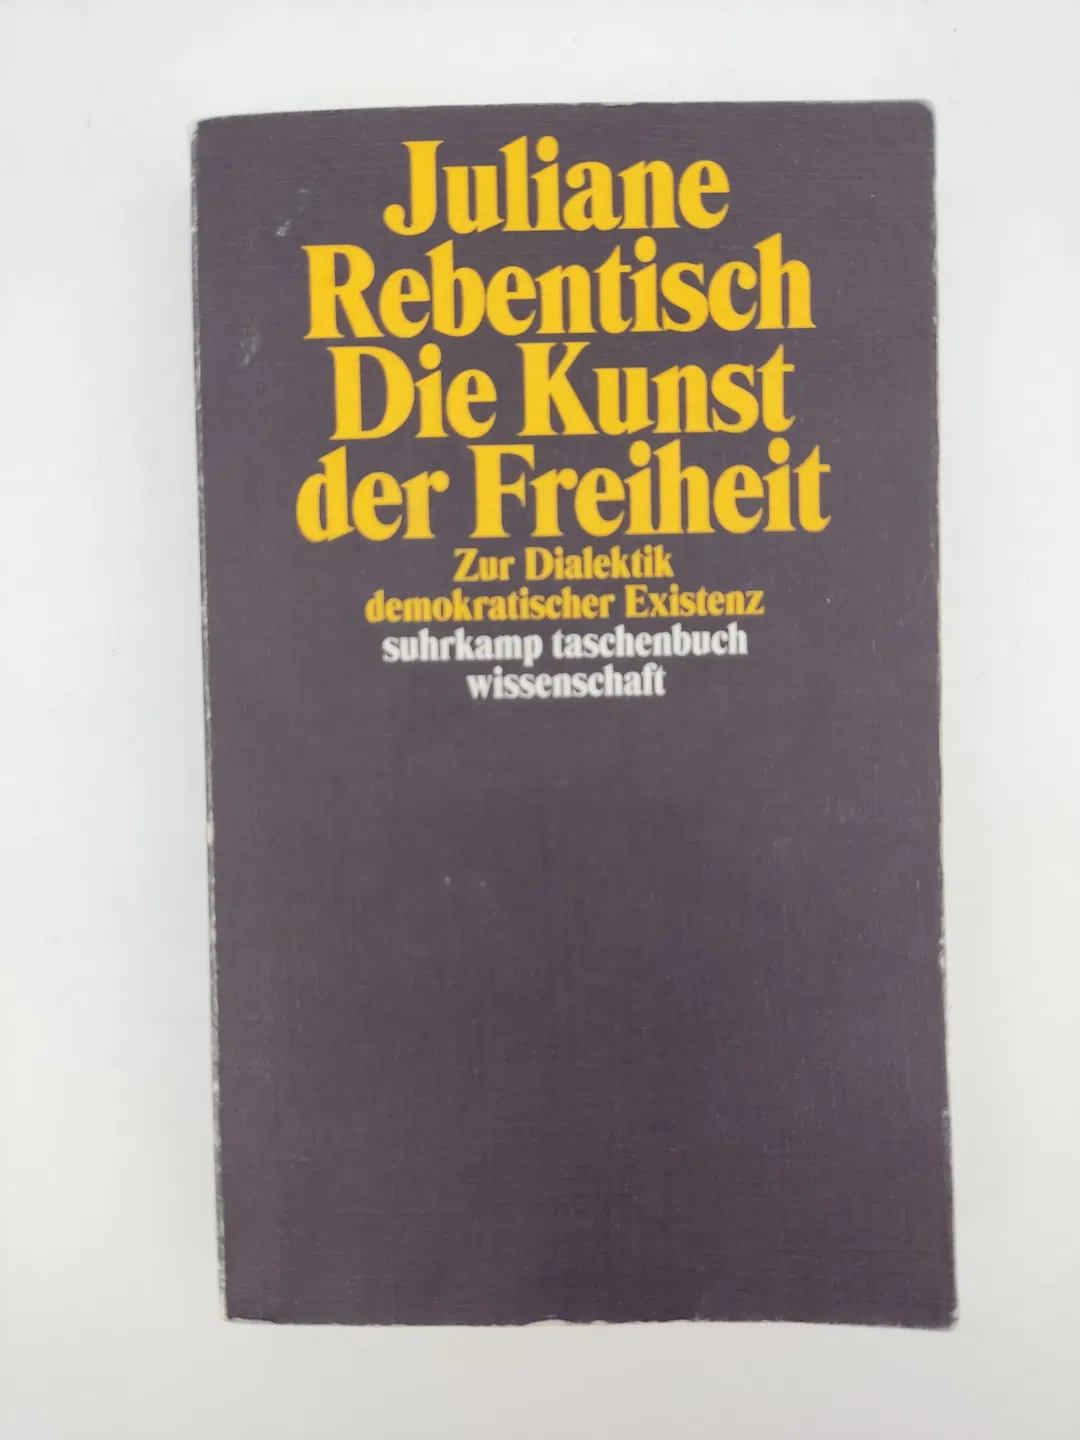 Juliane
Rebentisch
Die Kunst
der Freiheit
Zur Dialektik
demokratischer Existenz
suhrkamp taschenbuch
wissenschaft